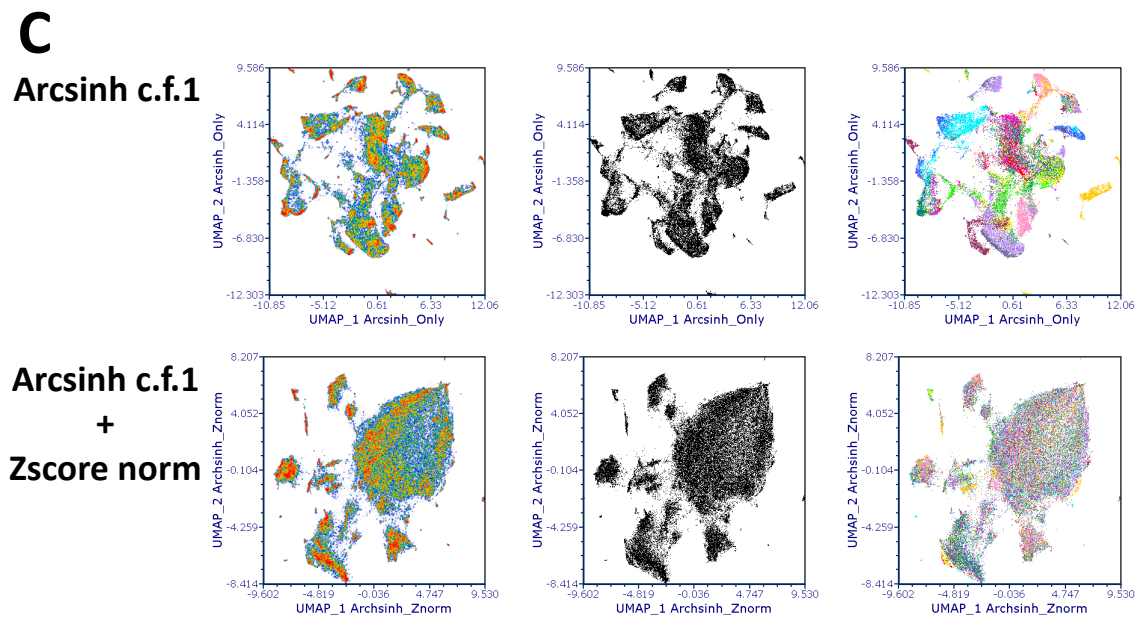 C
Arcsinh c.f.1
9.586
4.114
-1.358
-6.830
-12.303
-10.85 -5.12 0.61 6.33 12.06
UMAP_2 Arcsinh_Only
UMAP_1 Arcsinh_Only
9.586
4.114
-1.358
-6.830
-12.303
-10.85 -5.12 0.61 6.33 12.06
UMAP_2 Arcsinh_Only
UMAP_1 Arcsinh_Only
9.586
4.114
-1.358
-6.830
-12.303
-10.85 -5.12 0.61 6.33 12.06
UMAP_2 Arcsinh_Only
UMAP_1 Arcsinh_Only
Arcsinh c.f.1
+
Zscore norm
8.207
4.052
-0.104
-4.259
-8.414
-9.602 -4.819 -0.036 4.747 9.530
UMAP_2 Archsinh_Znorm
UMAP_1 Archsinh_Znorm
8.207
4.052
-0.104
-4.259
-8.414
-9.602 -4.819 -0.036 4.747 9.530
UMAP_2 Archsinh_Znorm
UMAP_1 Archsinh_Znorm
8.207
4.052
-0.104
-4.259
-8.414
-9.602 -4.819 -0.036 4.747 9.530
UMAP_2 Archsinh_Znorm
UMAP_1 Archsinh_Znorm